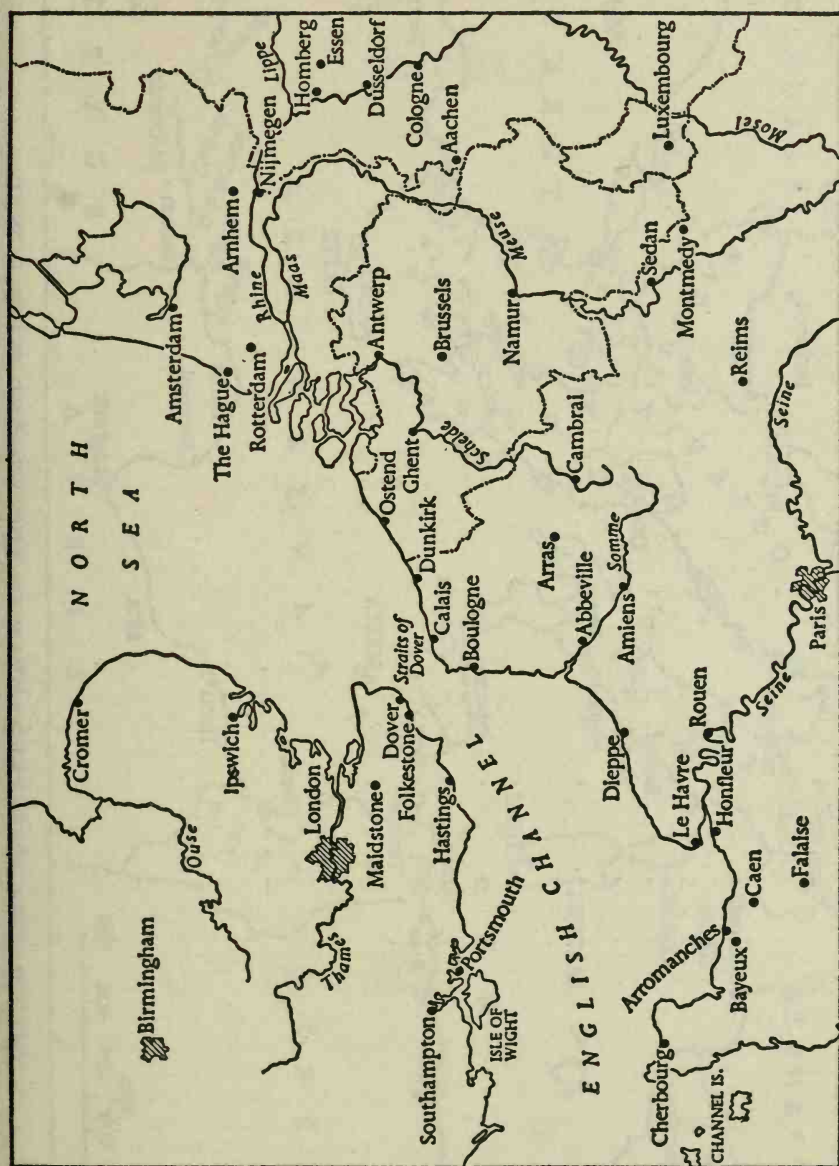 NORTH
SEA
Cromer
Birmingham
Ouse
Ipswich
London
Thames
Maidstone
Dover
Folkestone
Straits of
Dover
Hastings
Southampton
Portsmouth
ISLE OF
WIGHT
ENGLISH CHANNEL
Amsterdam
The Hague
Rotterdam
Arnhem
Rhine
Nijmegen
Lippe
Maas
Homberg
Essen
Düsseldorf
Cologne
Aachen
Antwerp
Ostend
Ghent
Dunkirk
Calais
Boulogne
Brussels
Schelde
Meuse
Namur
Arras
Cambrai
Abbeville
Somme
Amiens
Dieppe
Sedan
Montmedy
Luxembourg
Mosel
Cherbourg
CHANNEL IS.
Arromanches
Bayeux
Caen
Falaise
Le Havre
Honfleur
Rouen
Seine
Reims
Seine
Paris